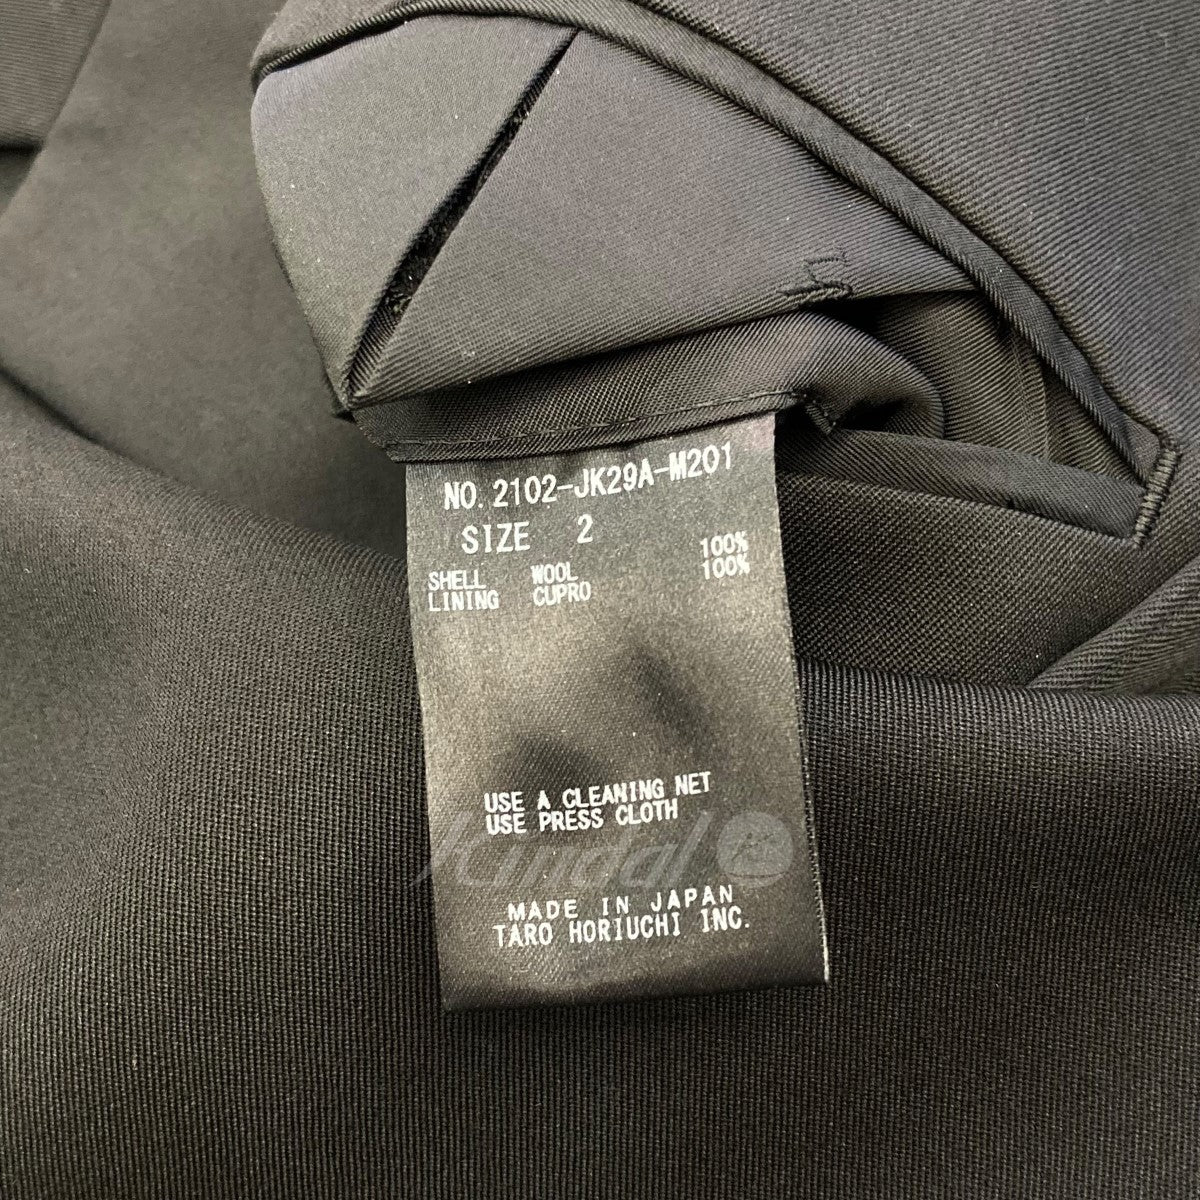 NO. 2102-JK29A-M201
SIZE 2
SHELL WOOL 100%
LINING CUPRO 100%
USE A CLEANING NET
USE PRESS CLOTH
Kindal
MADE IN JAPAN
TARO HORIUCHI INC.